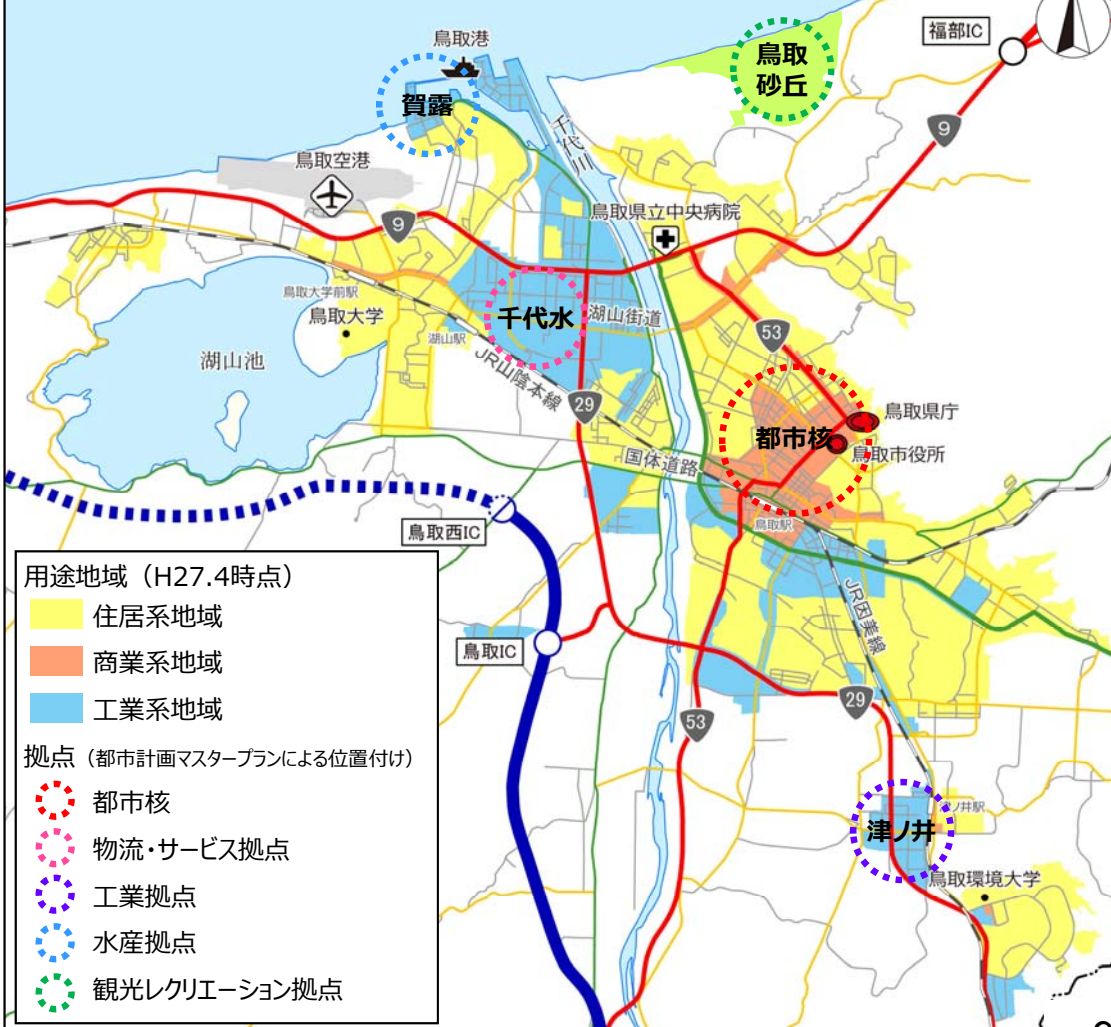 鳥取港
福部IC
鳥取
砂丘
賀露
9
千代川
鳥取空港
鳥取県立中央病院
9
鳥取大学前駅
千代水
湖山街道
鳥取大学
湖山駅
53
湖山池
JR山陰本線
29
鳥取県庁
都市核
鳥取市役所
国体道路
鳥取西IC
鳥取駅
用途地域（H27.4時点）
住居系地域
商業系地域
工業系地域
拠点（都市計画マスタープランによる位置付け）
都市核
物流・サービス拠点
工業拠点
水産拠点
観光レクリエーション拠点
JR因美線
鳥取IC
29
53
津ノ井駅
津ノ井
鳥取環境大学